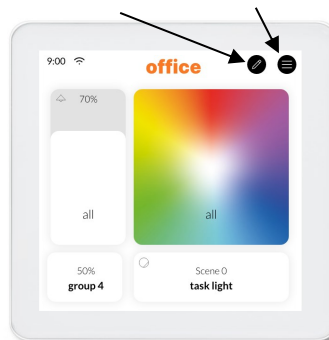 9:00
office
70%
all
all
50%
group 4
Scene 0
task light